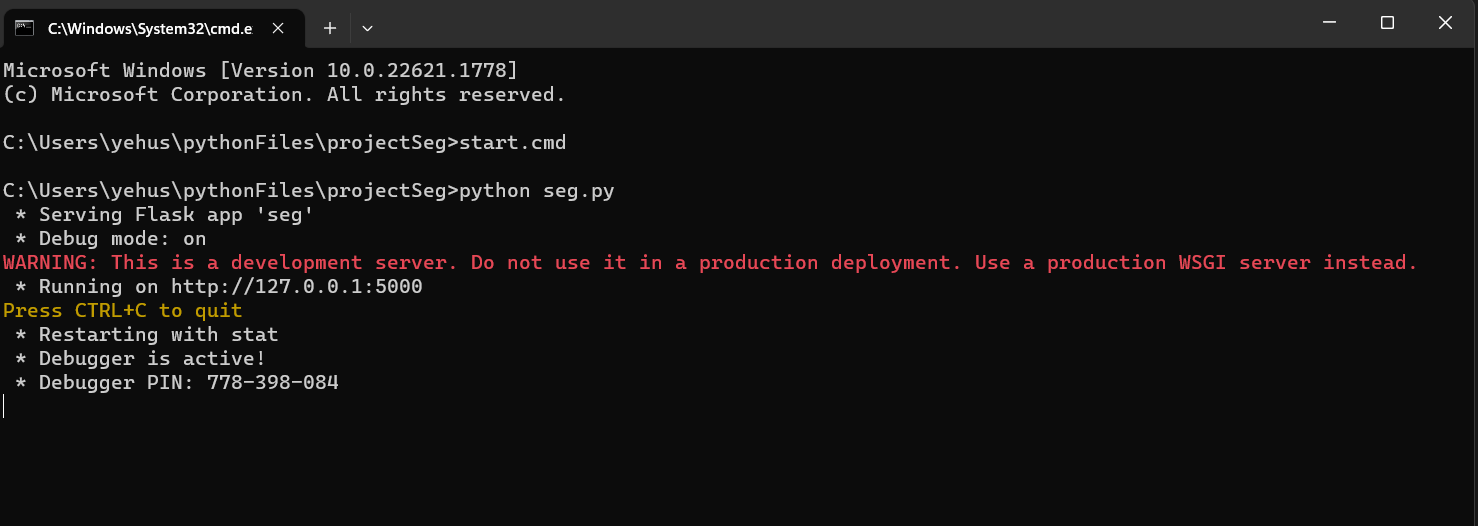 C:\Windows\System32\cmd.e
Microsoft Windows [Version 10.0.22621.1778]
(c) Microsoft Corporation. All rights reserved.
C:\Users\yehus\pythonFiles\projectSeg>start.cmd
C:\Users\yehus\pythonFiles\projectSeg>python seg.py
 * Serving Flask app 'seg'
 * Debug mode: on
WARNING: This is a development server. Do not use it in a production deployment. Use a production WSGI server instead.
 * Running on http://127.0.0.1:5000
Press CTRL+C to quit
 * Restarting with stat
 * Debugger is active!
 * Debugger PIN: 778-398-084